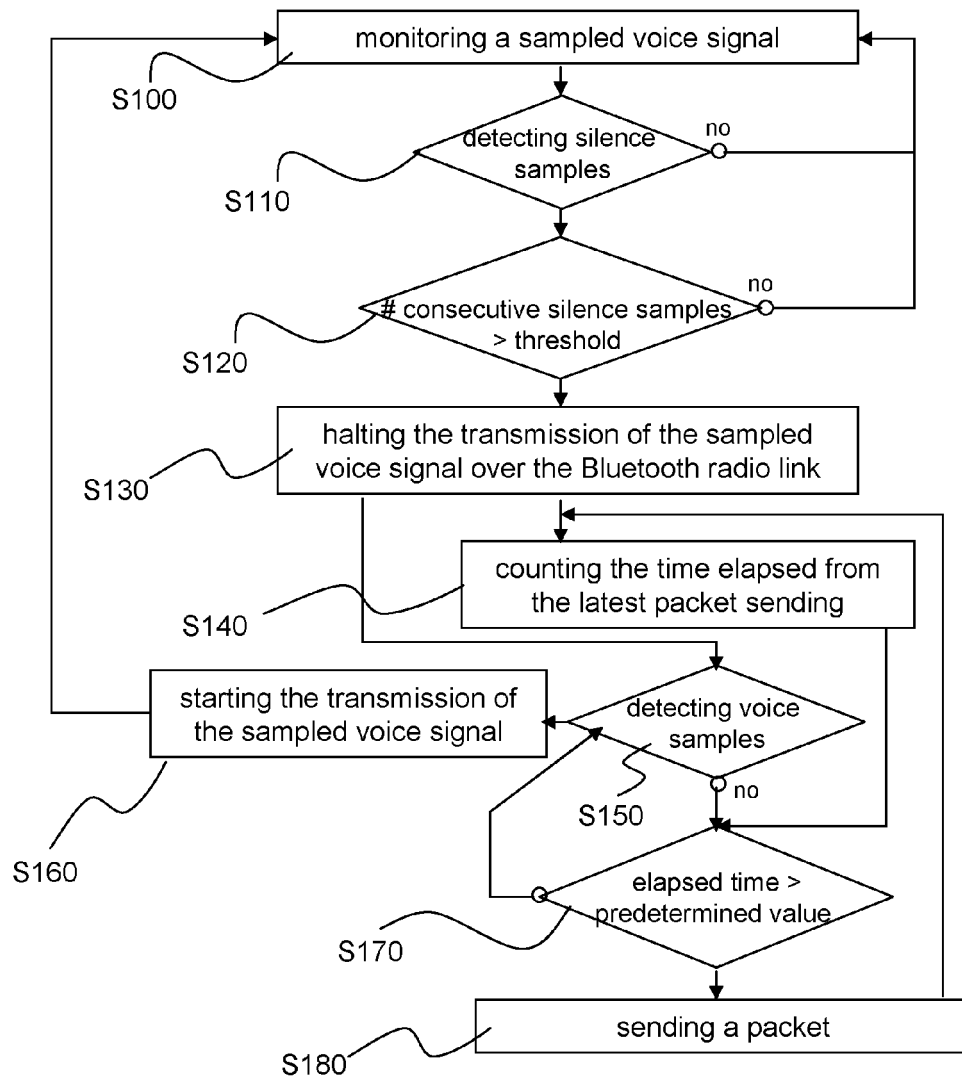 monitoring a sampled voice signal
S100
detecting silence
samples
no
S110
# consecutive silence samples
> threshold
no
S120
halting the transmission of the sampled
voice signal over the Bluetooth radio link
S130
counting the time elapsed from
the latest packet sending
S140
starting the transmission of
the sampled voice signal
detecting voice
samples
no
S150
S160
elapsed time >
predetermined value
S170
sending a packet
S180